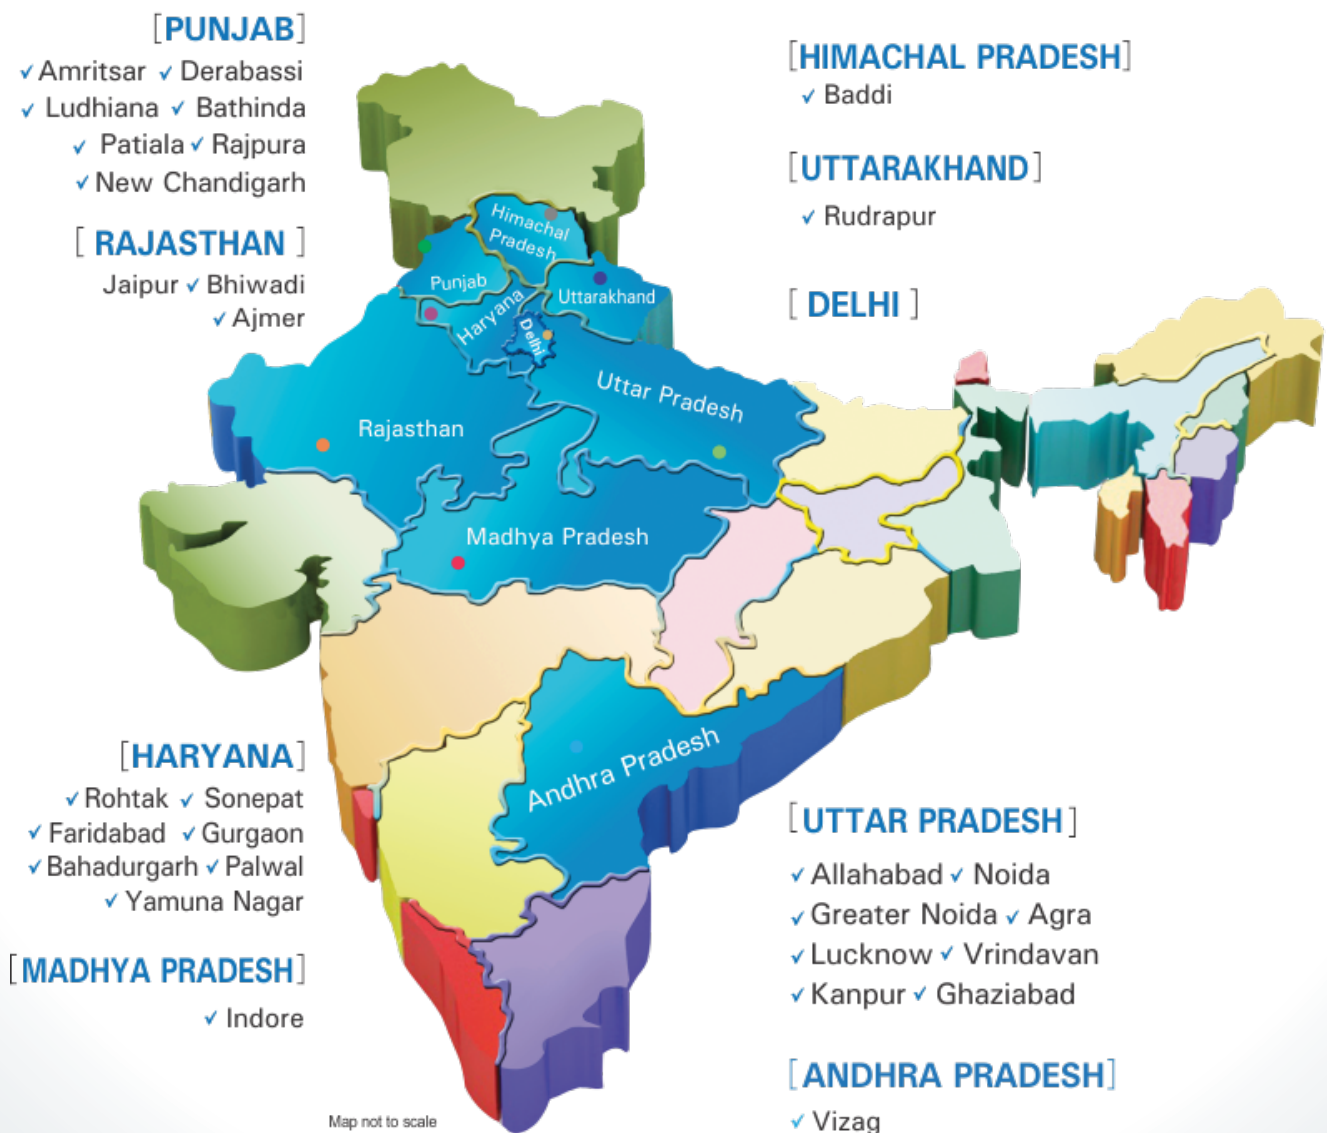 [PUNJAB]
✓ Amritsar ✓ Derabassi
✓ Ludhiana ✓ Bathinda
✓ Patiala ✓ Rajpura
✓ New Chandigarh
[ RAJASTHAN ]
Jaipur ✓ Bhiwadi
✓ Ajmer
[HARYANA]
✓ Rohtak ✓ Sonepat
✓ Faridabad ✓ Gurgaon
✓ Bahadurgarh ✓ Palwal
✓ Yamuna Nagar
[MADHYA PRADESH]
✓ Indore
Himachal
Pradesh
Punjab
Uttarakhand
Haryana
Delhi
Uttar Pradesh
Rajasthan
Madhya Pradesh
Andhra Pradesh
Map not to scale
[HIMACHAL PRADESH]
✓ Baddi
[UTTARAKHAND]
✓ Rudrapur
[ DELHI ]
[UTTAR PRADESH]
✓ Allahabad ✓ Noida
✓ Greater Noida ✓ Agra
✓ Lucknow ✓ Vrindavan
✓ Kanpur ✓ Ghaziabad
[ANDHRA PRADESH]
✓ Vizag